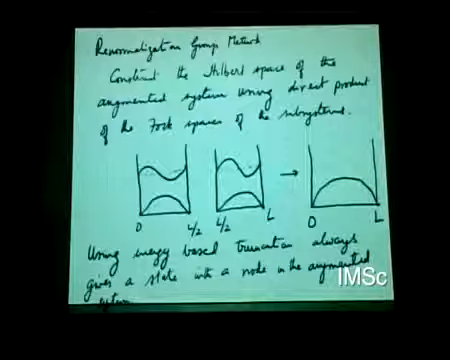 Renormalization Group Method
Construct the Hilbert space of the
augmented system using direct product
of the Fock spaces of the subsystems.
0 L/2 L/2 L → 0 L
Using energy based truncation always
gives a state with a node in the augmented
system
IMSc